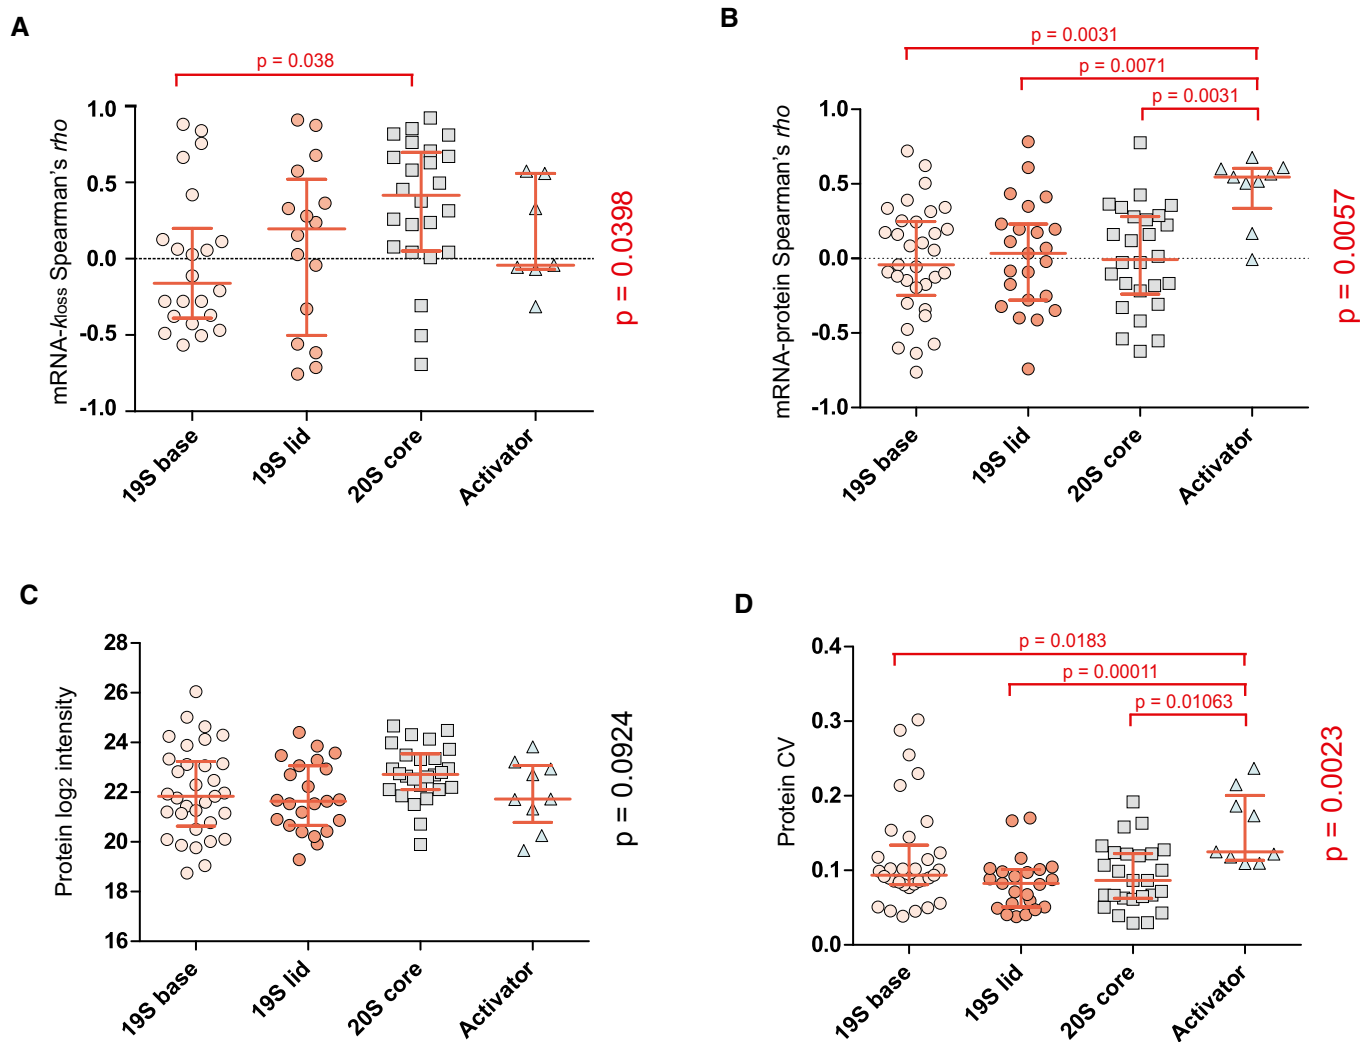 A
p = 0.038
mRNA-kloss Spearman's rho
1.0
0.5
0.0
-0.5
-1.0
19S base
19S lid
20S core
Activator
p = 0.0398
B
p = 0.0031
p = 0.0071
p = 0.0031
mRNA-protein Spearman's rho
1.0
0.5
0.0
-0.5
-1.0
19S base
19S lid
20S core
Activator
p = 0.0057
C
Protein log2 intensity
28
26
24
22
20
18
16
19S base
19S lid
20S core
Activator
p = 0.0924
D
p = 0.0183
p = 0.00011
p = 0.01063
Protein CV
0.4
0.3
0.2
0.1
0.0
19S base
19S lid
20S core
Activator
p = 0.0023